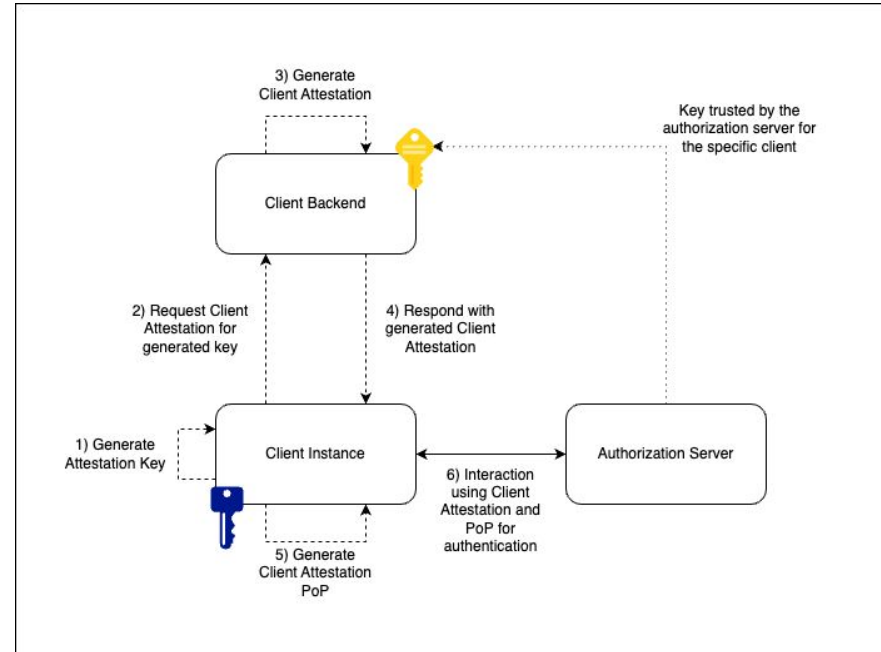 3) Generate
Client Attestation
Key trusted by the
authorization server for
the specific client
Client Backend
2) Request Client
Attestation for
generated key
4) Respond with
generated Client
Attestation
1) Generate
Attestation Key
Client Instance
Authorization Server
6) Interaction
using Client
Attestation and
PoP for
authentication
5) Generate
Client Attestation
PoP